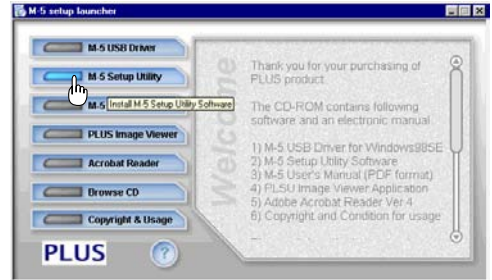 M-5 setup launcher
M-5 USB Driver
M-5 Setup Utility
M-5
Install M-5 Setup Utility Software
PLUS Image Viewer
Acrobat Reader
Browse CD
Copyright & Usage
PLUS
?
Welcome
Thank you for your purchasing of
PLUS product.
The CD-ROM contains following
software and an electronic manual.
1) M-5 USB Driver for Windows98SE
2) M-5 Setup Utility Software
3) M-5 User's Manual (PDF format)
4) PLSU Image Viewer Application
5) Adobe Acrobat Reader Ver 4
6) Copyright and Condition for usage